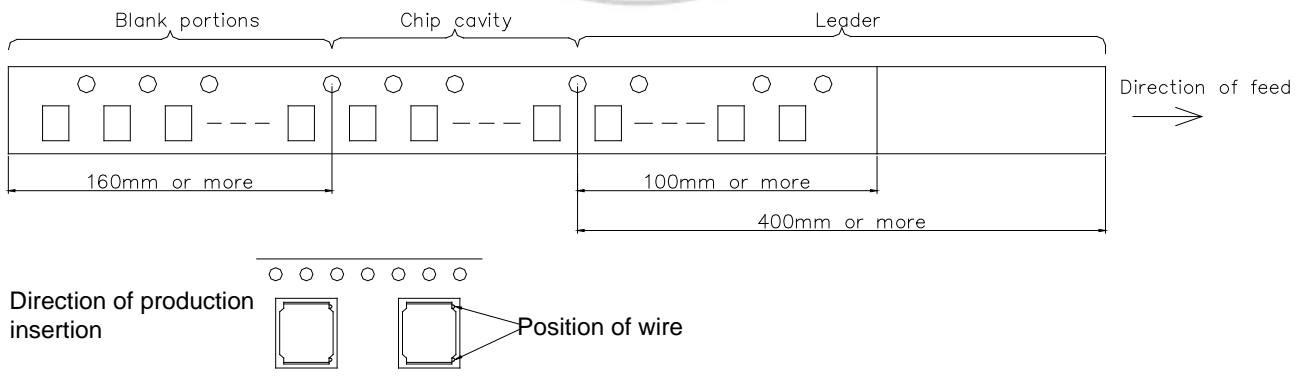 Blank portions
Chip cavity
Leader
Direction of feed
160mm or more
100mm or more
400mm or more
Direction of production
insertion
Position of wire